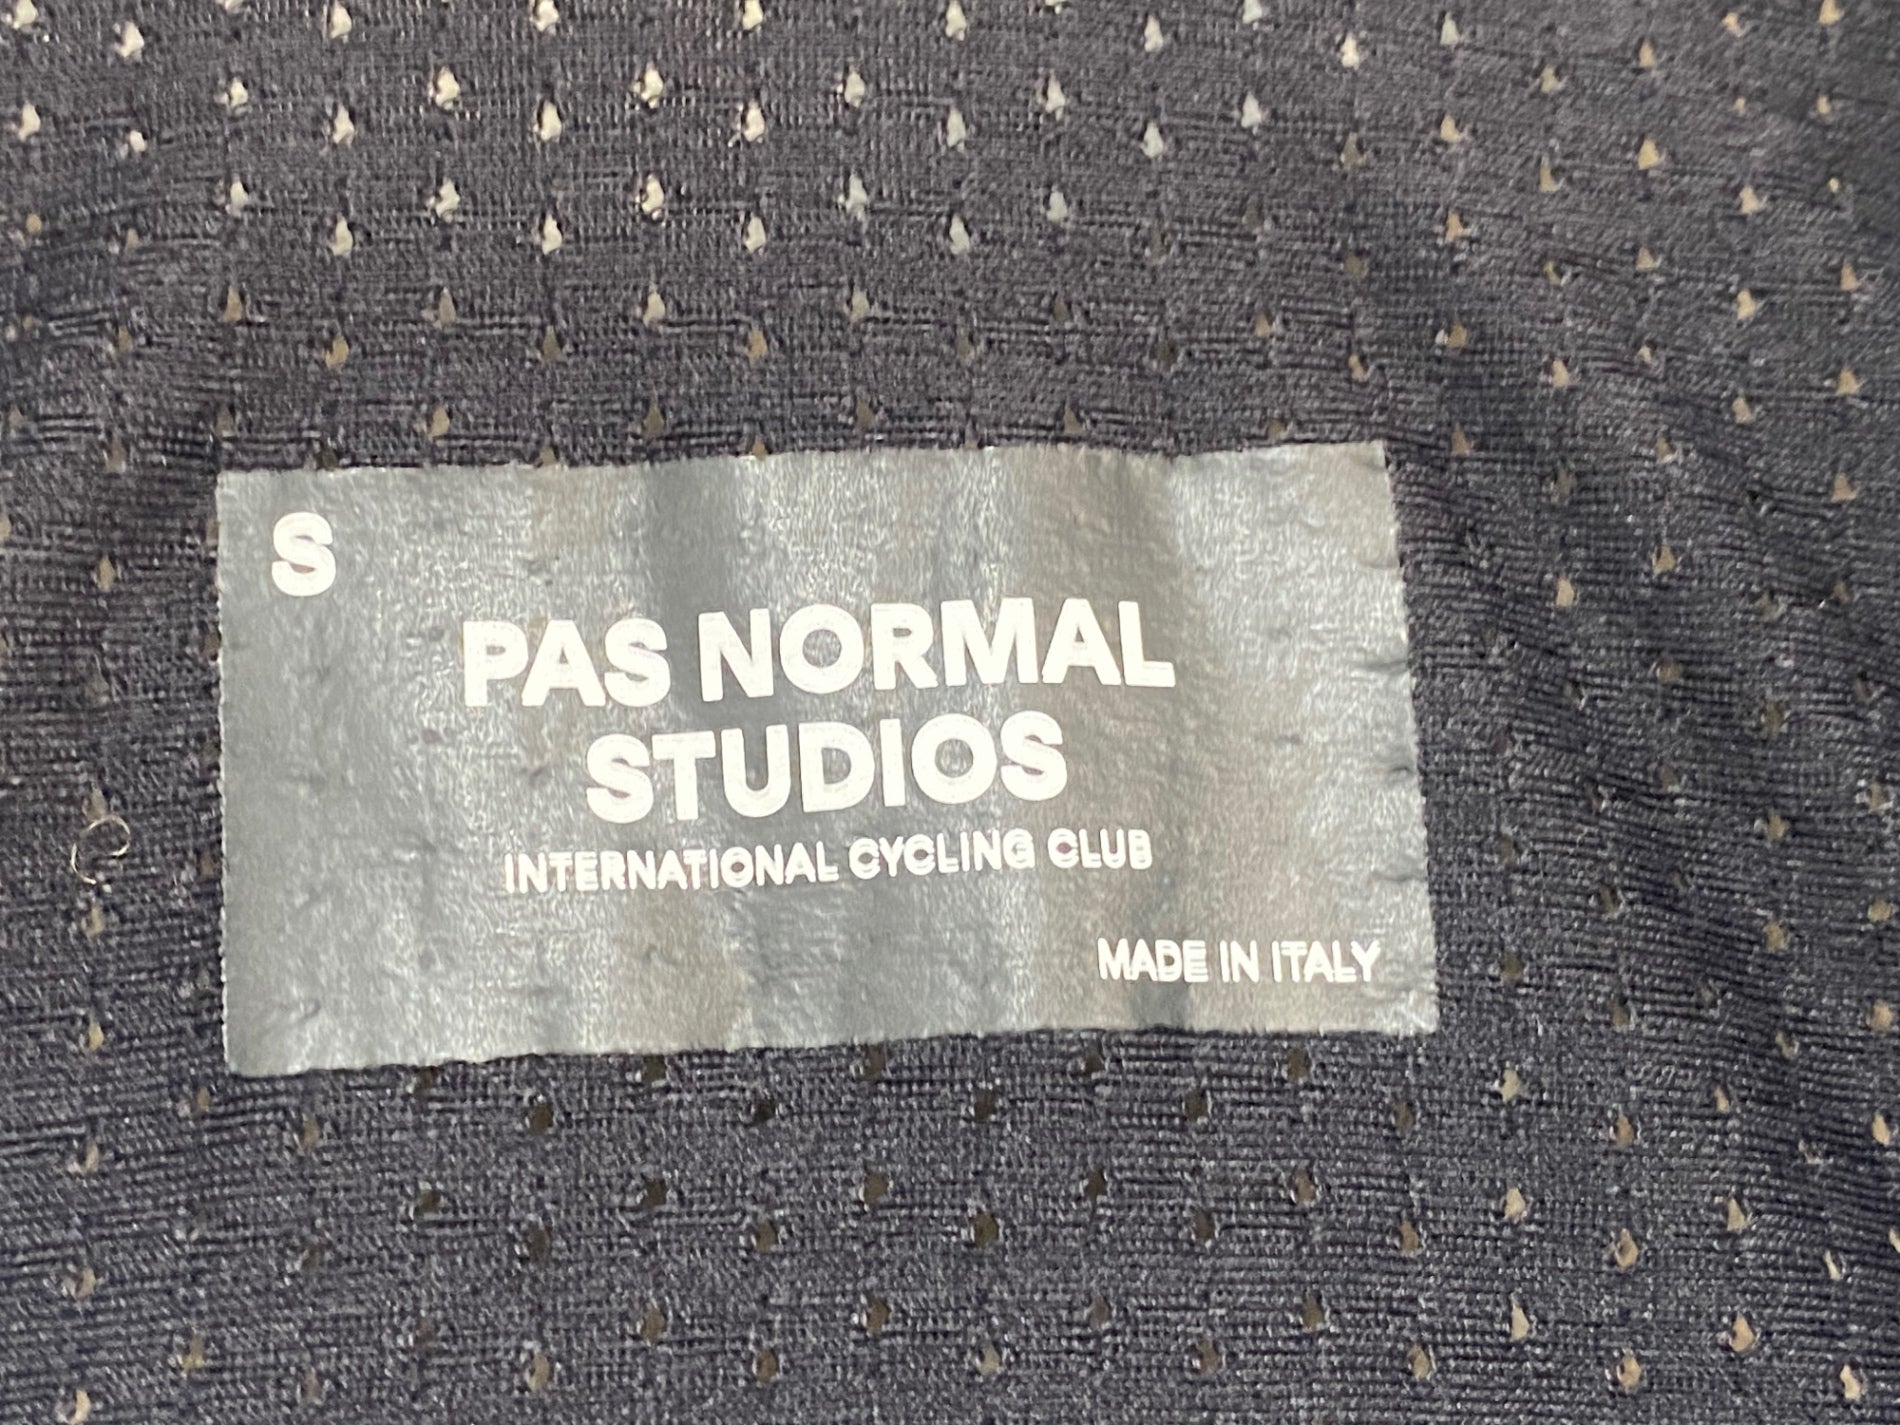 S
PAS NORMAL
STUDIOS
INTERNATIONAL CYCLING CLUB
MADE IN ITALY